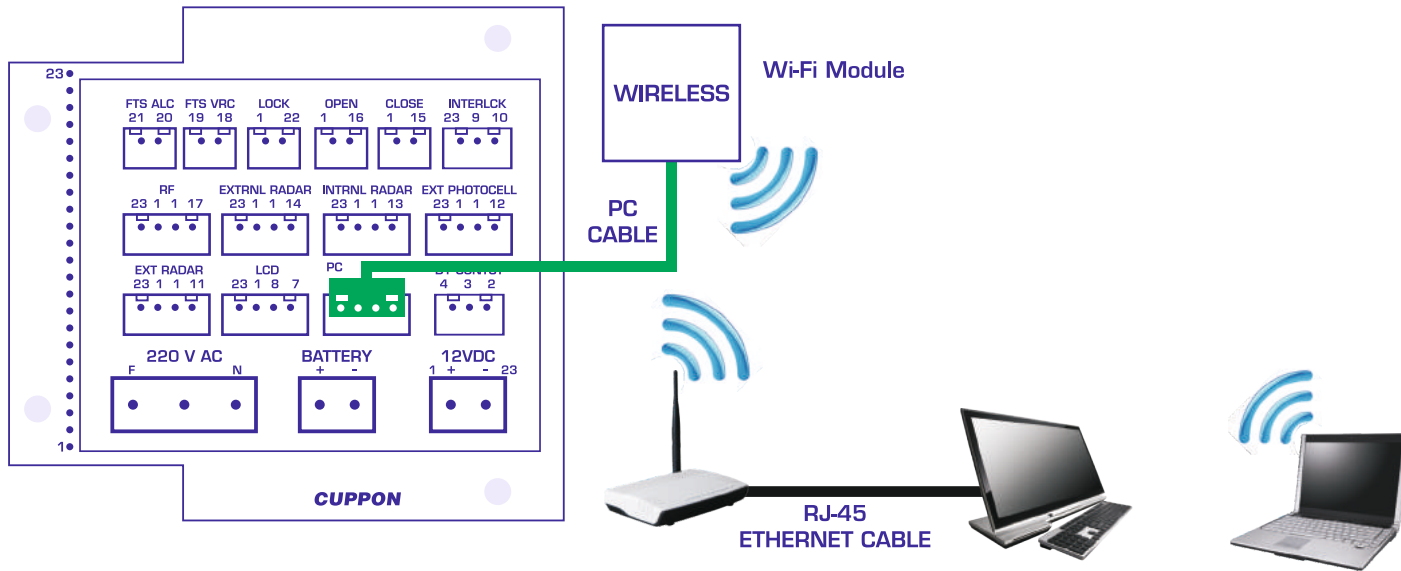 23
FTS ALC FTS VRC LOCK OPEN CLOSE INTERLCK
21 20 19 18 1 22 1 16 1 15 23 9 10
RF EXTRNL RADAR INTRNL RADAR EXT PHOTOCELL
23 1 1 17 23 1 1 14 23 1 1 13 23 1 1 12
EXT RADAR LCD PC
23 1 1 11 23 1 8 7 4 3 2
220 V AC BATTERY 12VDC
F N + - 1 + - 23
1
CUPPON
WIRELESS
Wi-Fi Module
PC
CABLE
RJ-45
ETHERNET CABLE